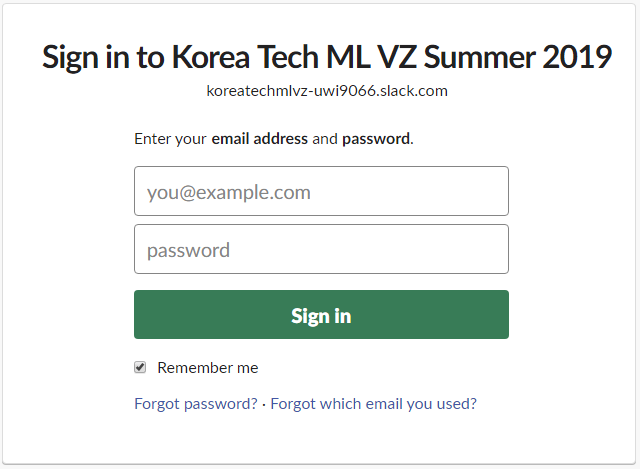 Sign in to Korea Tech ML VZ Summer 2019
koreatechmlvz-uwi9066.slack.com
Enter your email address and password.
you@example.com
password
Sign in
Remember me
Forgot password? · Forgot which email you used?